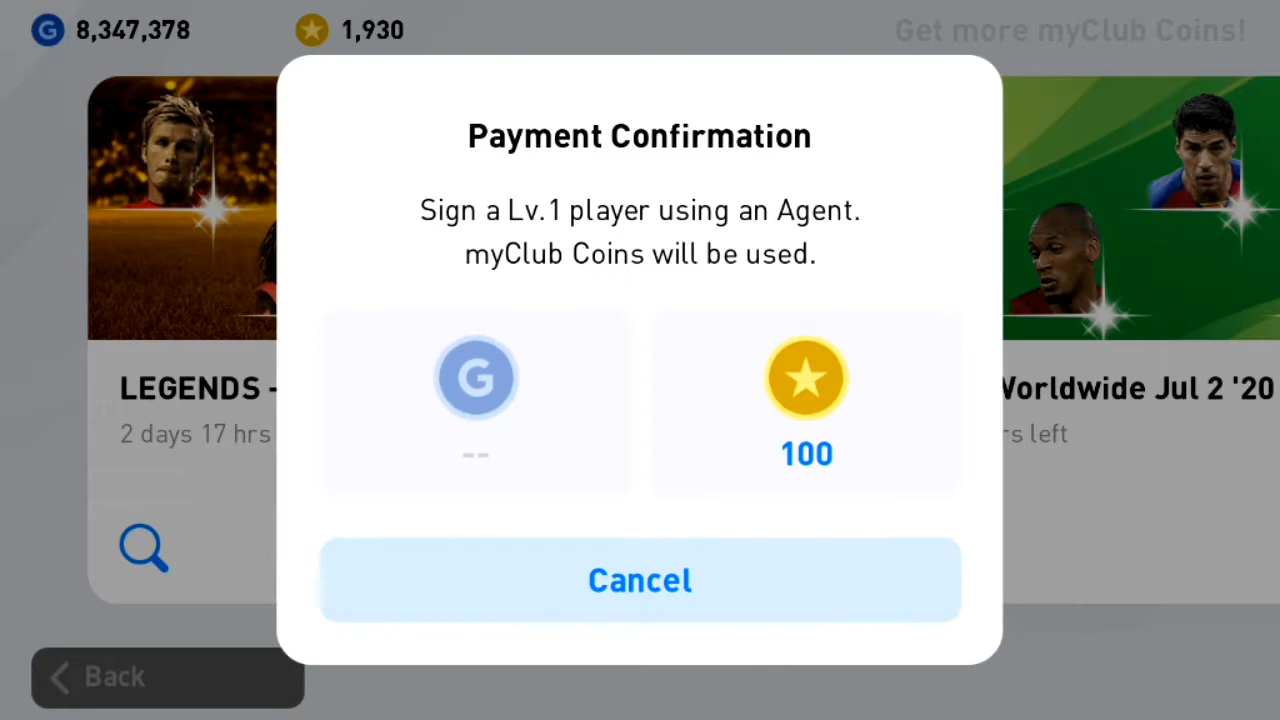 G 8,347,378
1,930
Get more myClub Coins!
Payment Confirmation
Sign a Lv.1 player using an Agent.
myClub Coins will be used.
G
--
100
Cancel
LEGENDS -
2 days 17 hrs
Worldwide Jul 2 '20
rs left
Back